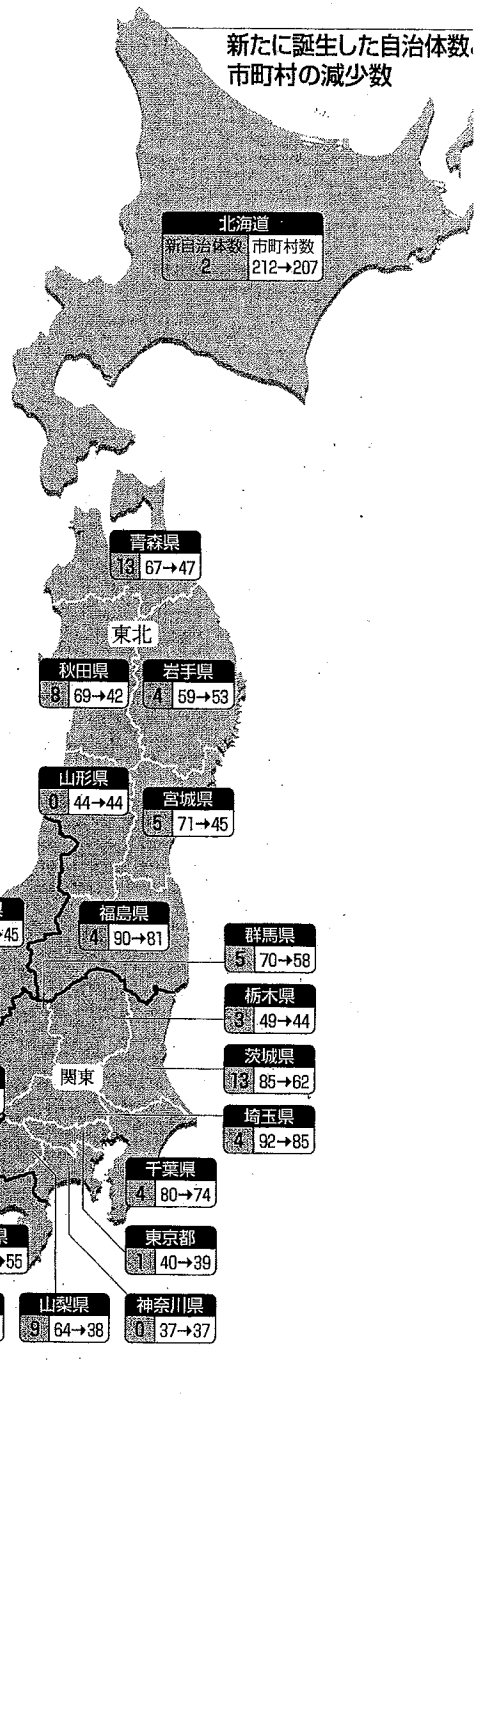 新たに誕生した自治体数
市町村の減少数
北海道
新自治体数 市町村数
2 212→207
青森県
13 67→47
東北
秋田県
8 69→42
岩手県
4 59→53
山形県
0 44→44
宮城県
5 71→45
福島県
4 90→81
県
→45
群馬県
5 70→58
栃木県
3 49→44
茨城県
13 85→62
関東
埼玉県
4 92→85
千葉県
4 80→74
東京都
1 40→39
県
→55
山梨県
9 64→38
神奈川県
0 37→37